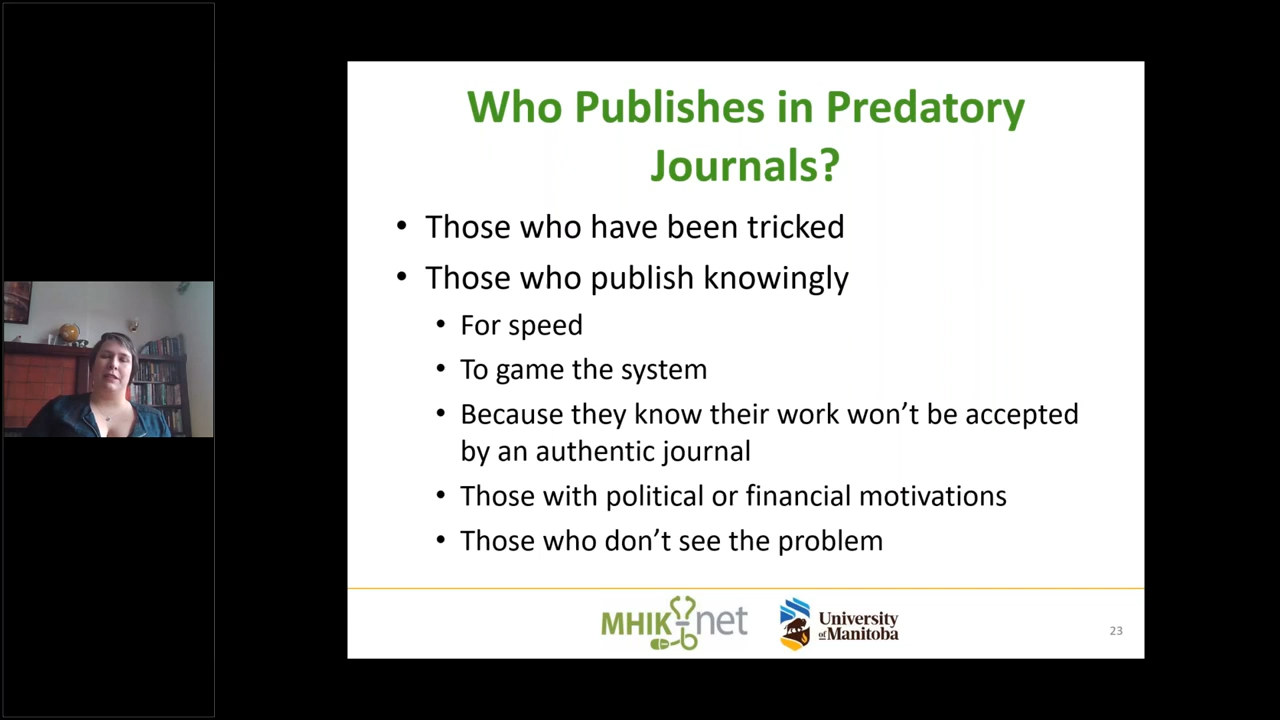 Who Publishes in Predatory
Journals?
• Those who have been tricked
• Those who publish knowingly
• For speed
• To game the system
• Because they know their work won’t be accepted
by an authentic journal
• Those with political or financial motivations
• Those who don’t see the problem
MHIK-net
University
of Manitoba
23